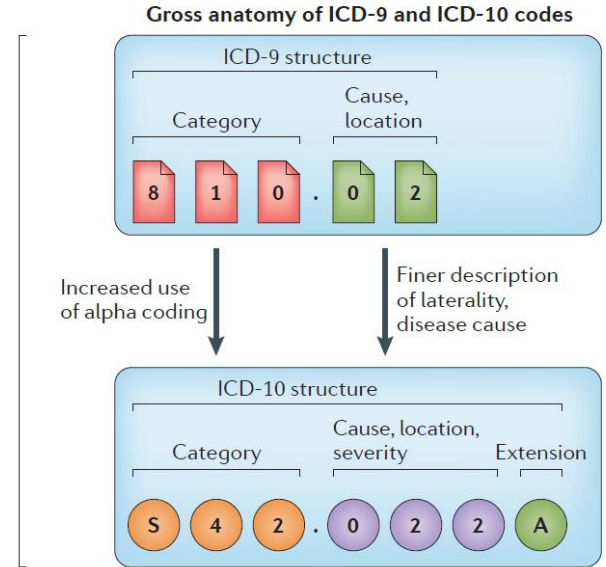 Gross anatomy of ICD-9 and ICD-10 codes
ICD-9 structure
Category
Cause,
location
8 1 0 . 0 2
Increased use
of alpha coding
Finer description
of laterality,
disease cause
ICD-10 structure
Category
Cause, location,
severity
Extension
S 4 2 . 0 2 2 A